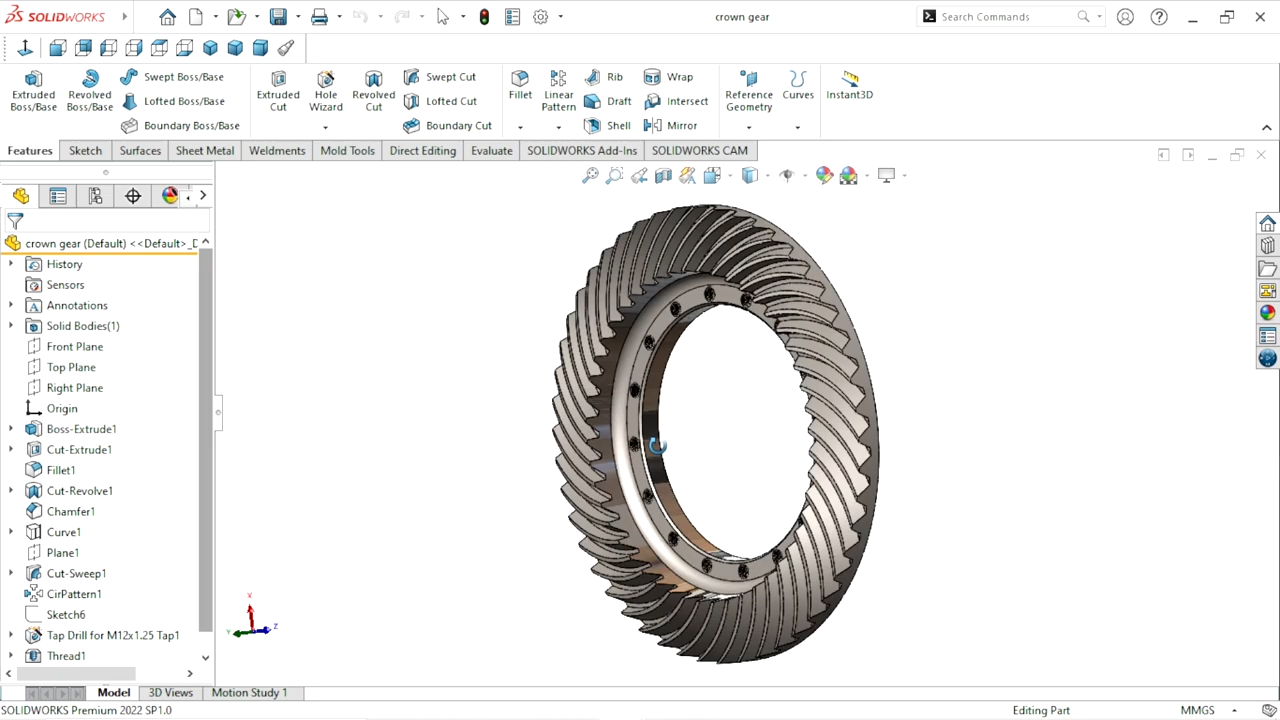 SOLIDWORKS
crown gear
Search Commands
Extruded Boss/Base
Revolved Boss/Base
Swept Boss/Base
Lofted Boss/Base
Boundary Boss/Base
Extruded Cut
Hole Wizard
Revolved Cut
Swept Cut
Lofted Cut
Boundary Cut
Fillet
Linear Pattern
Rib
Draft
Shell
Wrap
Intersect
Mirror
Reference Geometry
Curves
Instant3D
Features
Sketch
Surfaces
Sheet Metal
Weldments
Mold Tools
Direct Editing
Evaluate
SOLIDWORKS Add-Ins
SOLIDWORKS CAM
crown gear (Default) <<Default>_D
History
Sensors
Annotations
Solid Bodies(1)
Front Plane
Top Plane
Right Plane
Origin
Boss-Extrude1
Cut-Extrude1
Fillet1
Cut-Revolve1
Chamfer1
Curve1
Plane1
Cut-Sweep1
CirPattern1
Sketch6
Tap Drill for M12x1.25 Tap1
Thread1
X
Y
Z
Model
3D Views
Motion Study 1
SOLIDWORKS Premium 2022 SP1.0
Editing Part
MMGS